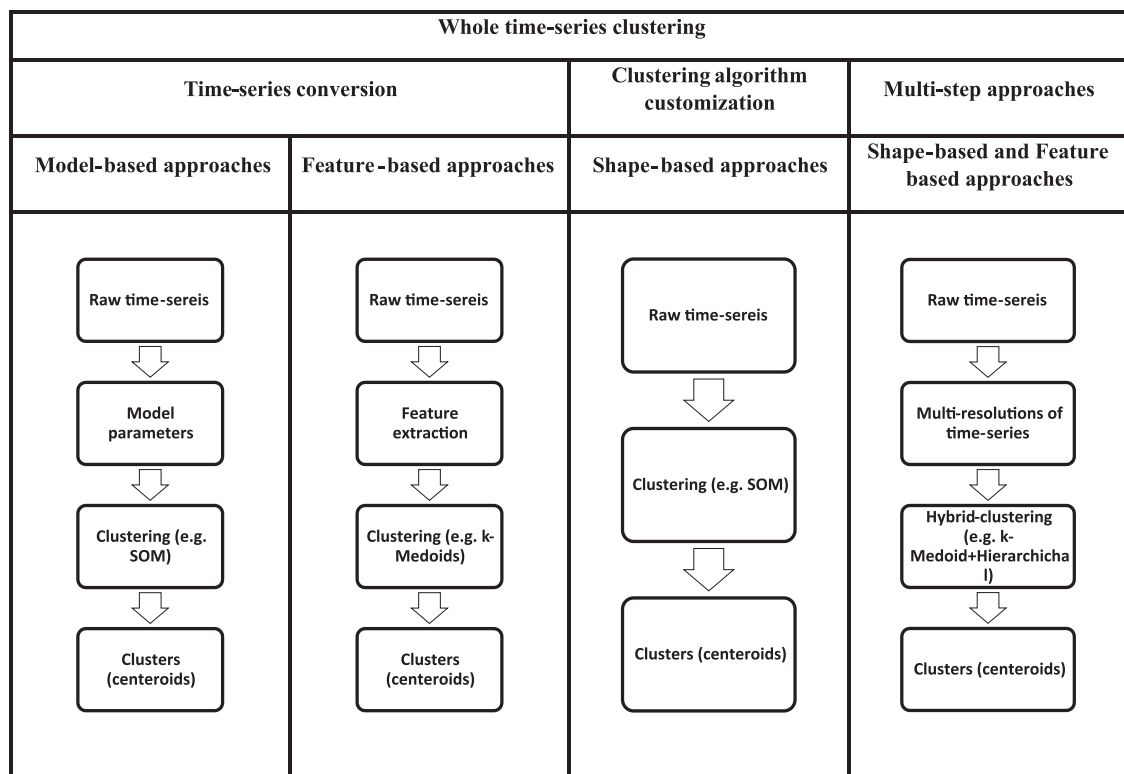 Whole time-series clustering
Time-series conversion
Clustering algorithm
customization
Multi-step approaches
Model-based approaches
Feature-based approaches
Shape-based approaches
Shape-based and Feature
based approaches
Raw time-sereis
Model
parameters
Clustering (e.g.
SOM)
Clusters
(centeroids)
Raw time-sereis
Feature
extraction
Clustering (e.g. k-
Medoids)
Clusters
(centeroids)
Raw time-sereis
Clustering (e.g. SOM)
Clusters (centeroids)
Raw time-sereis
Multi-resolutions of
time-series
Hybrid-clustering
(e.g. k-
Medoid+Hierarchicha
l)
Clusters (centeroids)